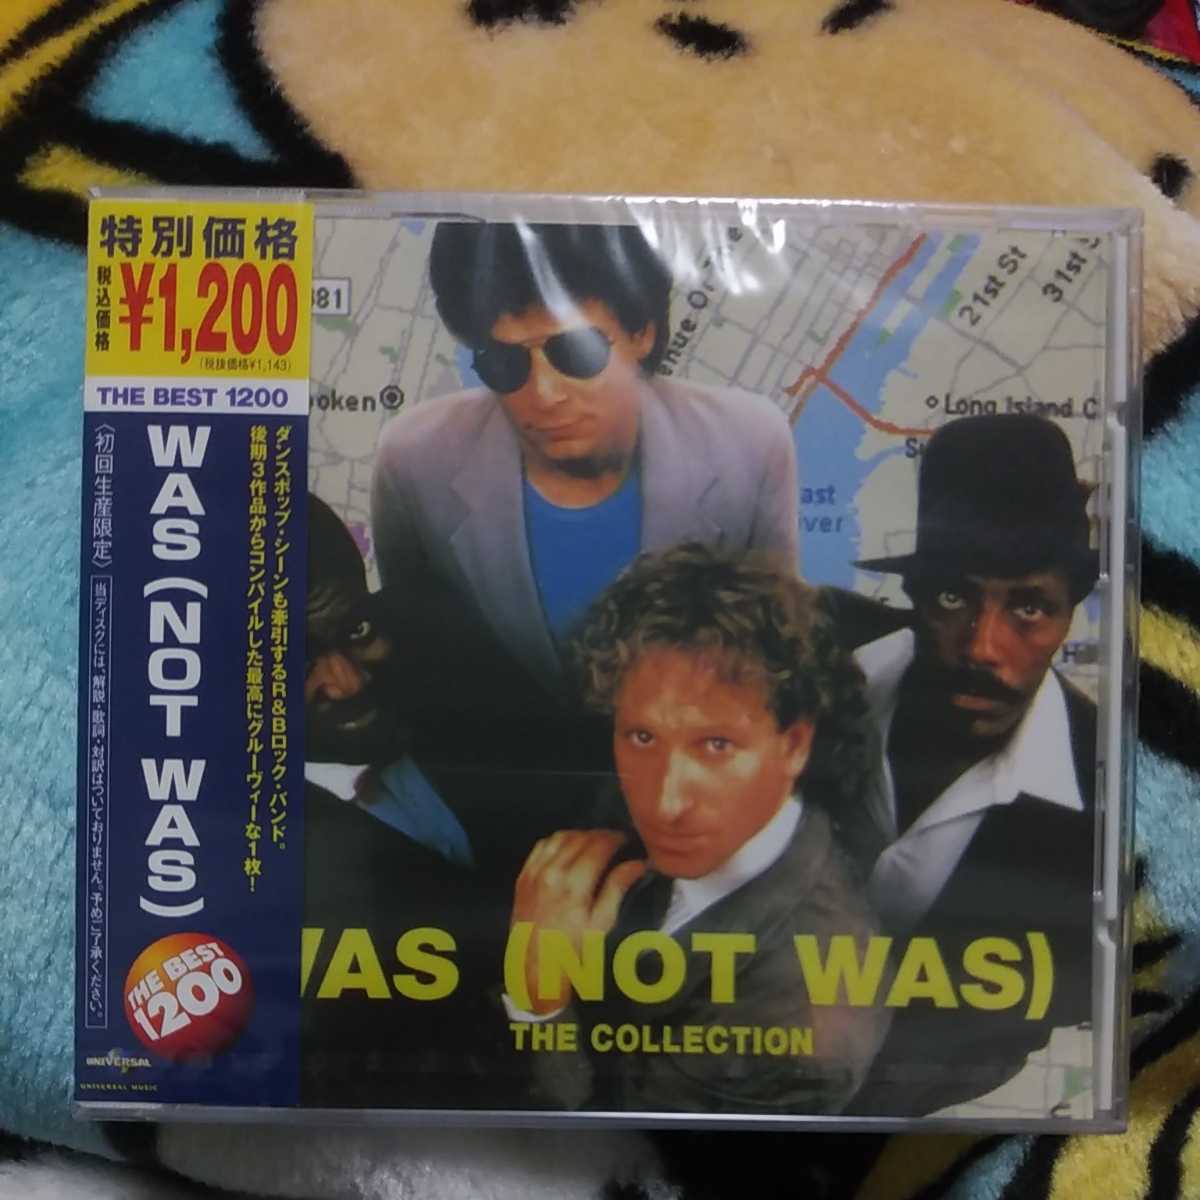 特別価格
税込価格
¥1,200
(税抜価格¥1,143)
THE BEST 1200
ダンスポップ・シーンも牽引するR&Bロック・バンド。
後期3作品からコンパイルした最高にグルーヴィーな1枚!
WAS (NOT WAS)
〈初回生産限定〉
当ディスクには、解説・歌詞・対訳はついておりません。予めご了承ください。
THE BEST
1200
UNIVERSAL
UNIVERSAL MUSIC
381
oken
enue O
21st St
31st
Long Island C
Su
ast
iver
H
WAS (NOT WAS)
THE COLLECTION